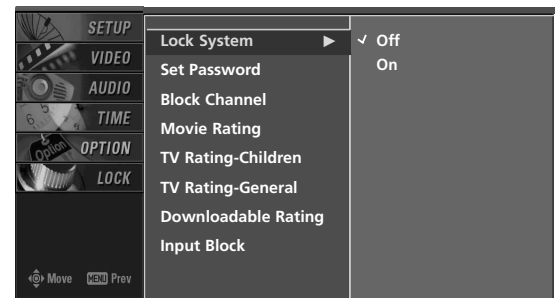 SETUP
VIDEO
AUDIO
TIME
OPTION
LOCK
Move MENU Prev
Lock System ▶
Set Password
Block Channel
Movie Rating
TV Rating-Children
TV Rating-General
Downloadable Rating
Input Block
✓ Off
On